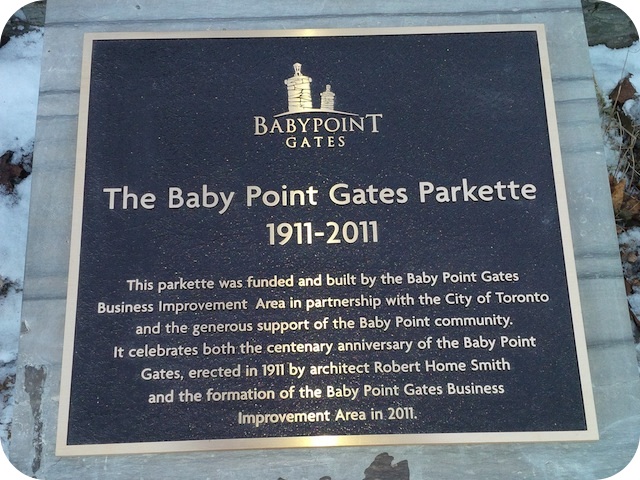 BABYPOINT
GATES
The Baby Point Gates Parkette
1911-2011
This parkette was funded and built by the Baby Point Gates
Business Improvement Area in partnership with the City of Toronto
and the generous support of the Baby Point community.
It celebrates both the centenary anniversary of the Baby Point
Gates, erected in 1911 by architect Robert Home Smith
and the formation of the Baby Point Gates Business
Improvement Area in 2011.